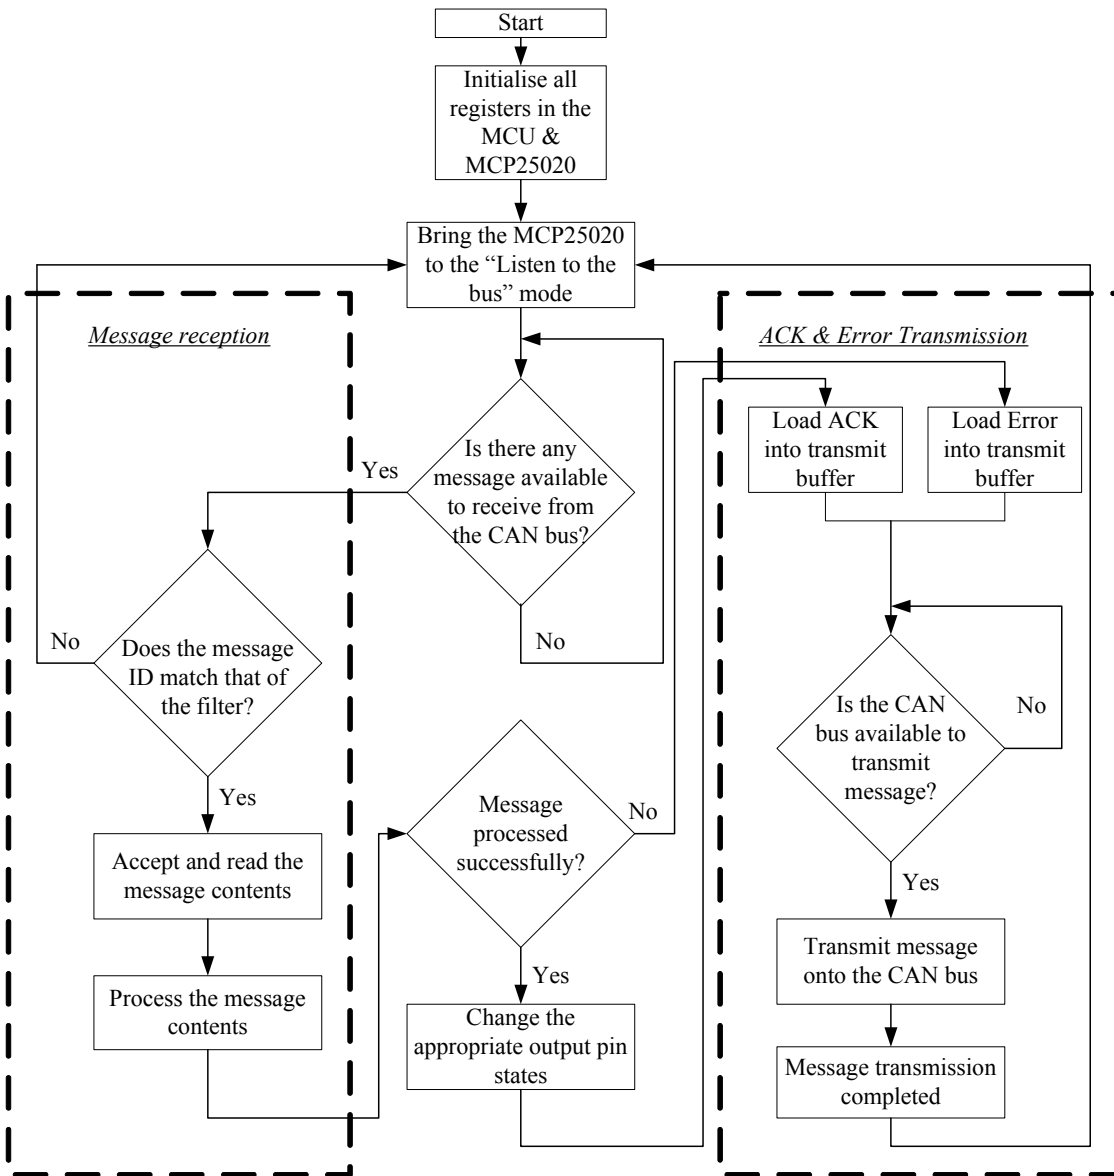 Start
Initialise all
registers in the
MCU &
MCP25020
Bring the MCP25020
to the “Listen to the
bus” mode
Message reception
ACK & Error Transmission
Is there any
message available
to receive from
the CAN bus?
Yes
No
Load ACK
into transmit
buffer
Load Error
into transmit
buffer
Does the message
ID match that of
the filter?
No
Yes
Accept and read the
message contents
Process the message
contents
Message
processed
successfully?
No
Yes
Change the
appropriate output pin
states
Is the CAN
bus available to
transmit
message?
No
Yes
Transmit message
onto the CAN bus
Message transmission
completed